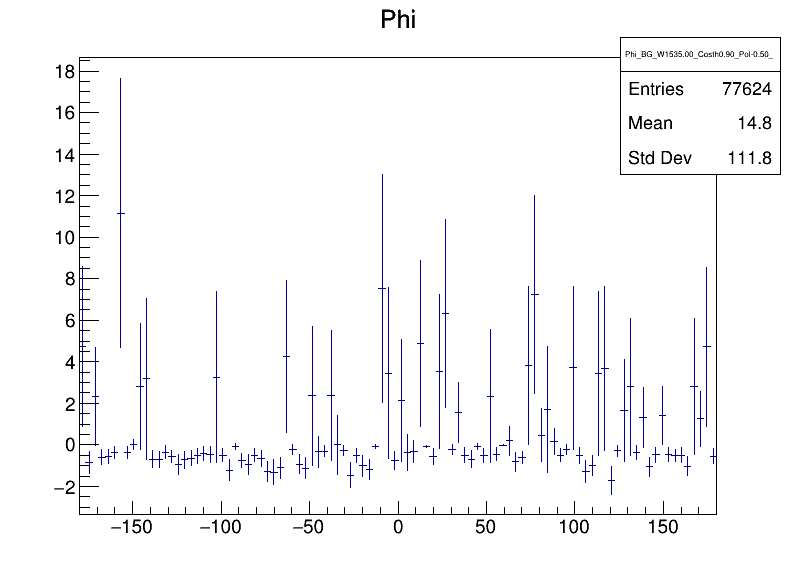 Phi
Phi_BG_W1535.00_Costh0.90_Pol-0.50_
Entries 77624
Mean 14.8
Std Dev 111.8
18
16
14
12
10
8
6
4
2
0
−2
−150 −100 −50 0 50 100 150